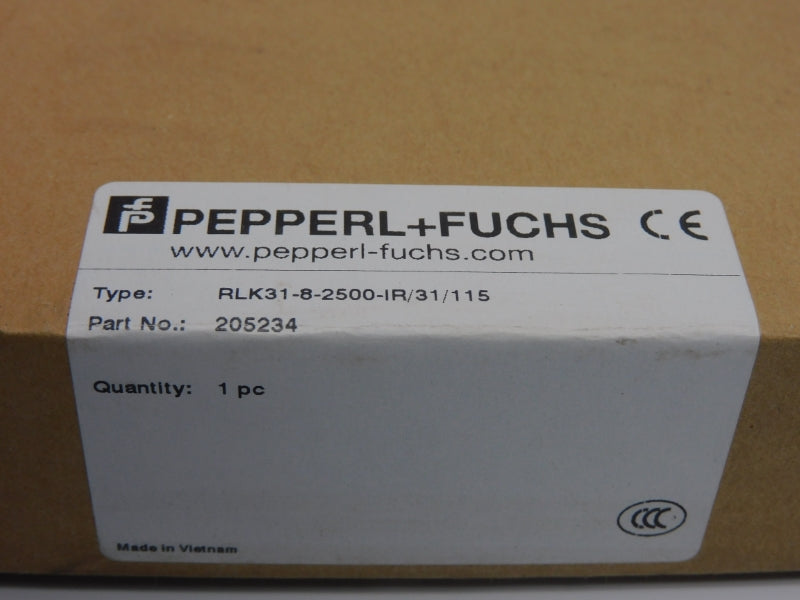 PEPPERL+FUCHS CE
www.pepperl-fuchs.com
Type: RLK31-8-2500-IR/31/115
Part No.: 205234
Quantity: 1 pc
CCC
Made in Vietnam